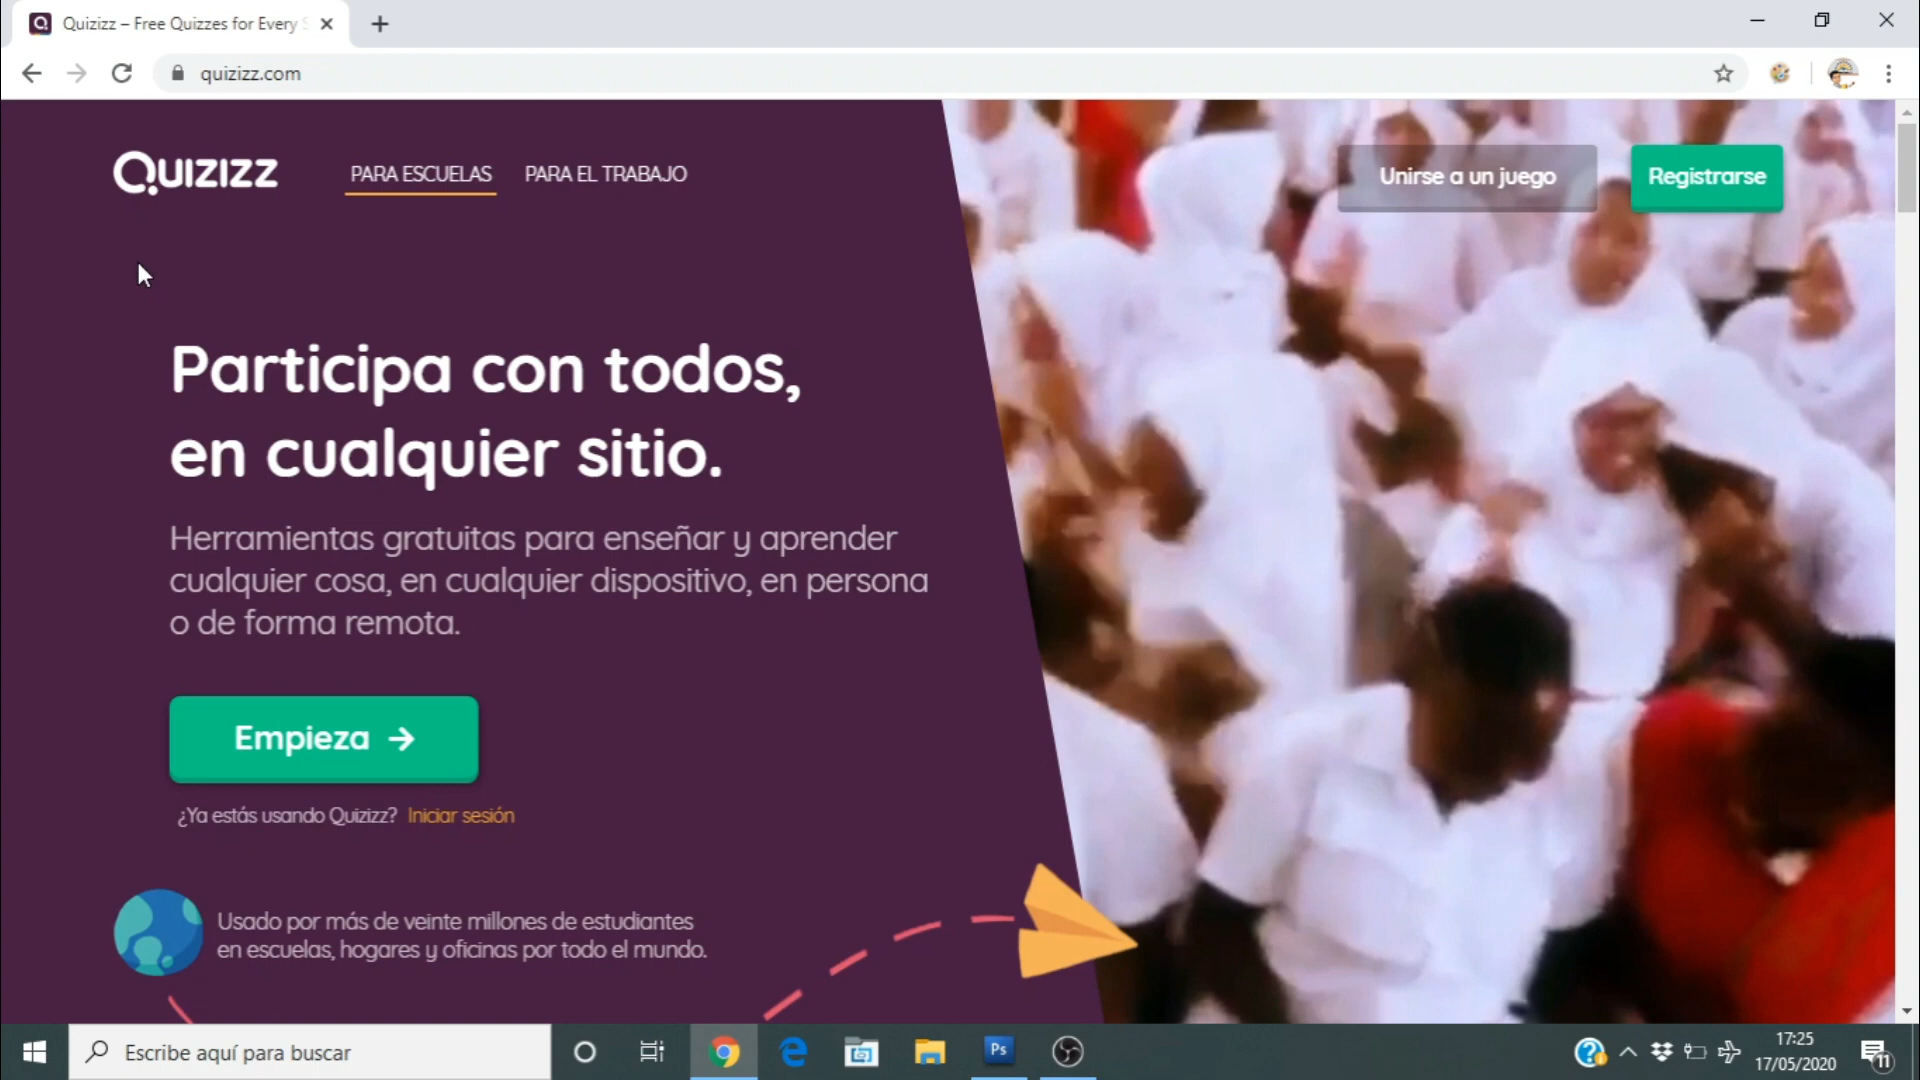 Quizizz – Free Quizzes for Every S
quizizz.com
QUIZIZZ
PARA ESCUELAS
PARA EL TRABAJO
Unirse a un juego
Registrarse
Participa con todos,
en cualquier sitio.
Herramientas gratuitas para enseñar y aprender
cualquier cosa, en cualquier dispositivo, en persona
o de forma remota.
Empieza
¿Ya estás usando Quizizz? Iniciar sesión
Usado por más de veinte millones de estudiantes
en escuelas, hogares y oficinas por todo el mundo.
Escribe aquí para buscar
Ps
17:25
17/05/2020
11